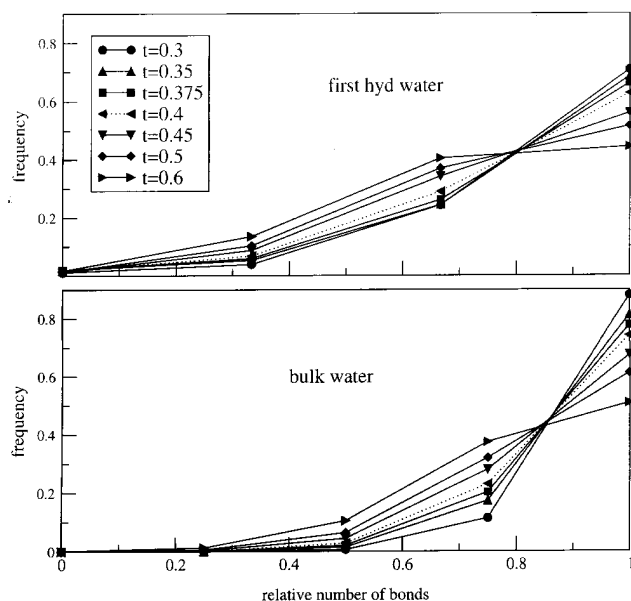 0.8
0.6
0.4
0.2
frequency
t=0.3
t=0.35
t=0.375
t=0.4
t=0.45
t=0.5
t=0.6
first hyd water
0.8
0.6
0.4
0.2
0
frequency
bulk water
0 0.2 0.4 0.6 0.8 1
relative number of bonds